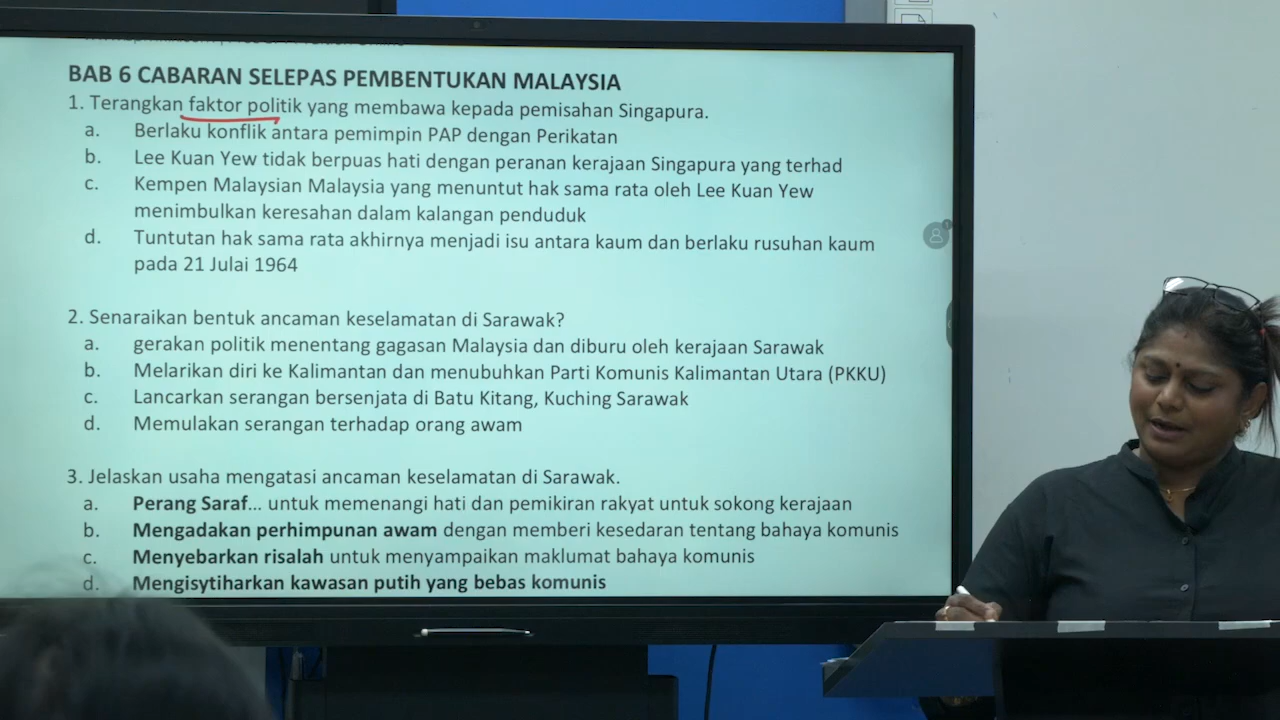 BAB 6 CABARAN SELEPAS PEMBENTUKAN MALAYSIA
1. Terangkan faktor politik yang membawa kepada pemisahan Singapura.
a. Berlaku konflik antara pemimpin PAP dengan Perikatan
b. Lee Kuan Yew tidak berpuas hati dengan peranan kerajaan Singapura yang terhad
c. Kempen Malaysian Malaysia yang menuntut hak sama rata oleh Lee Kuan Yew
menimbulkan keresahan dalam kalangan penduduk
d. Tuntutan hak sama rata akhirnya menjadi isu antara kaum dan berlaku rusuhan kaum
pada 21 Julai 1964
2. Senaraikan bentuk ancaman keselamatan di Sarawak?
a. gerakan politik menentang gagasan Malaysia dan diburu oleh kerajaan Sarawak
b. Melarikan diri ke Kalimantan dan menubuhkan Parti Komunis Kalimantan Utara (PKKU)
c. Lancarkan serangan bersenjata di Batu Kitang, Kuching Sarawak
d. Memulakan serangan terhadap orang awam
3. Jelaskan usaha mengatasi ancaman keselamatan di Sarawak.
a. Perang Saraf... untuk memenangi hati dan pemikiran rakyat untuk sokong kerajaan
b. Mengadakan perhimpunan awam dengan memberi kesedaran tentang bahaya komunis
c. Menyebarkan risalah untuk menyampaikan maklumat bahaya komunis
d. Mengisytiharkan kawasan putih yang bebas komunis